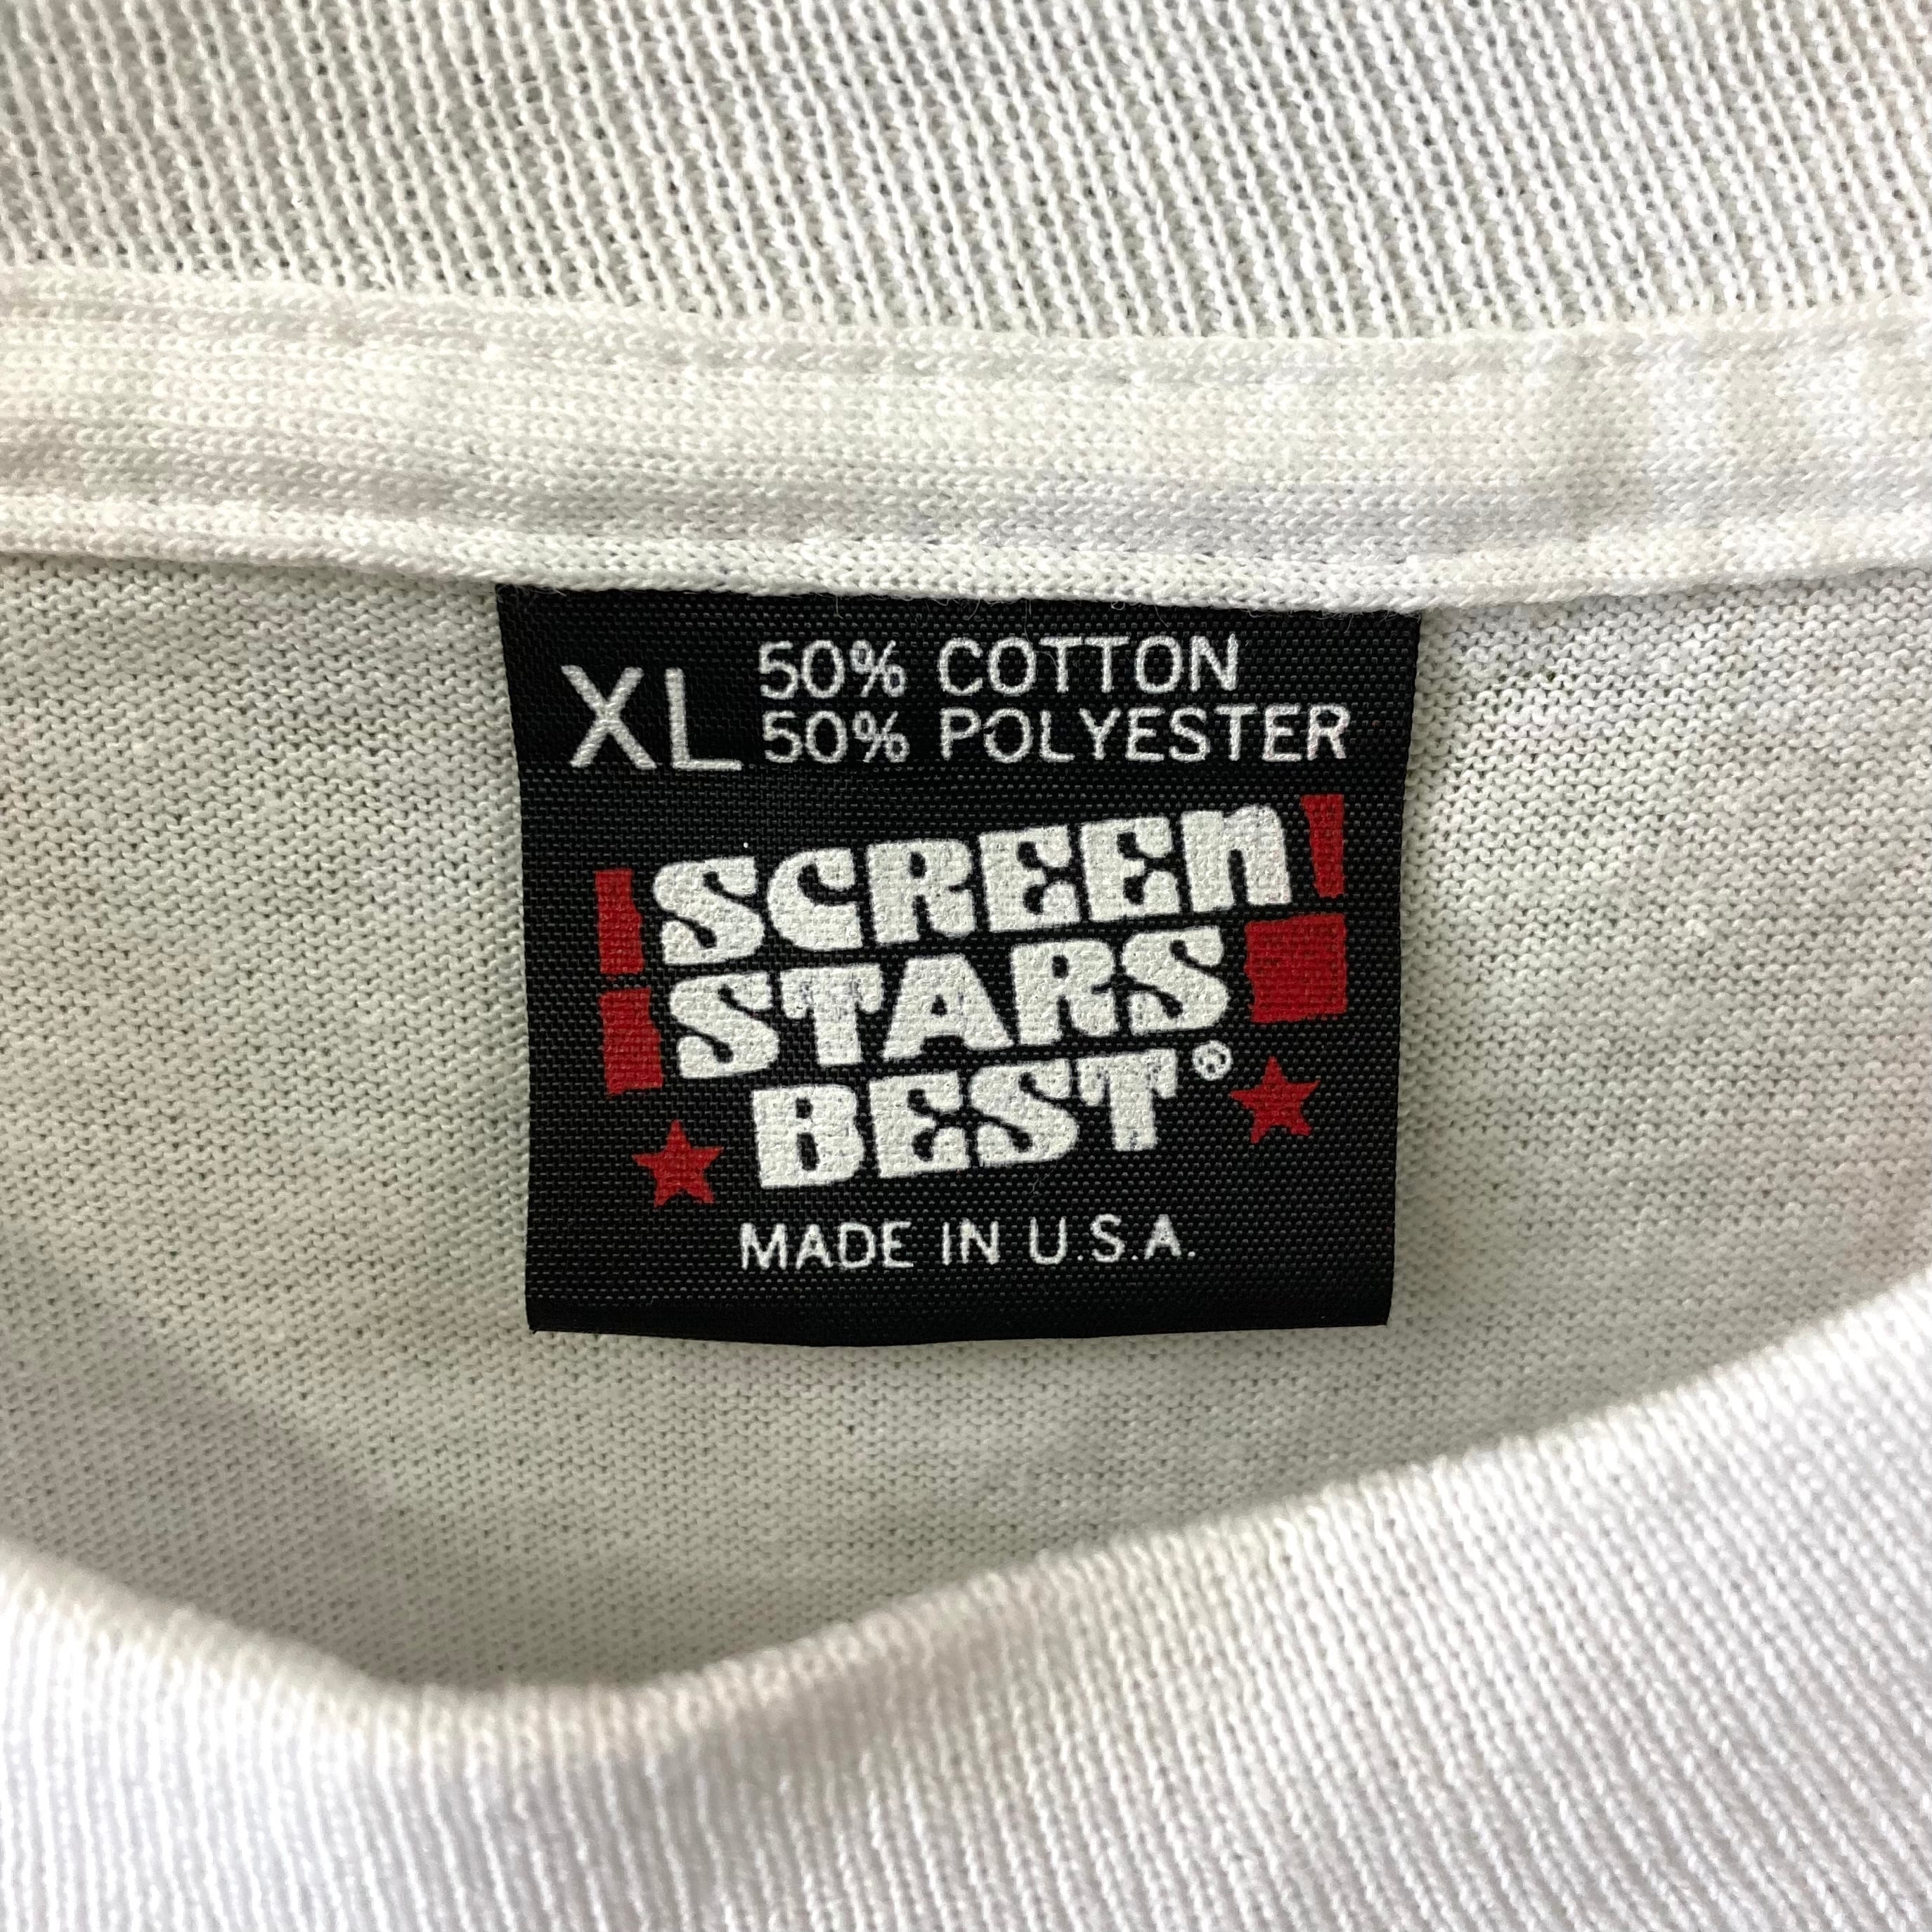 XL
50% COTTON
50% POLYESTER
SCREEN
STARS
BEST®
MADE IN U.S.A.